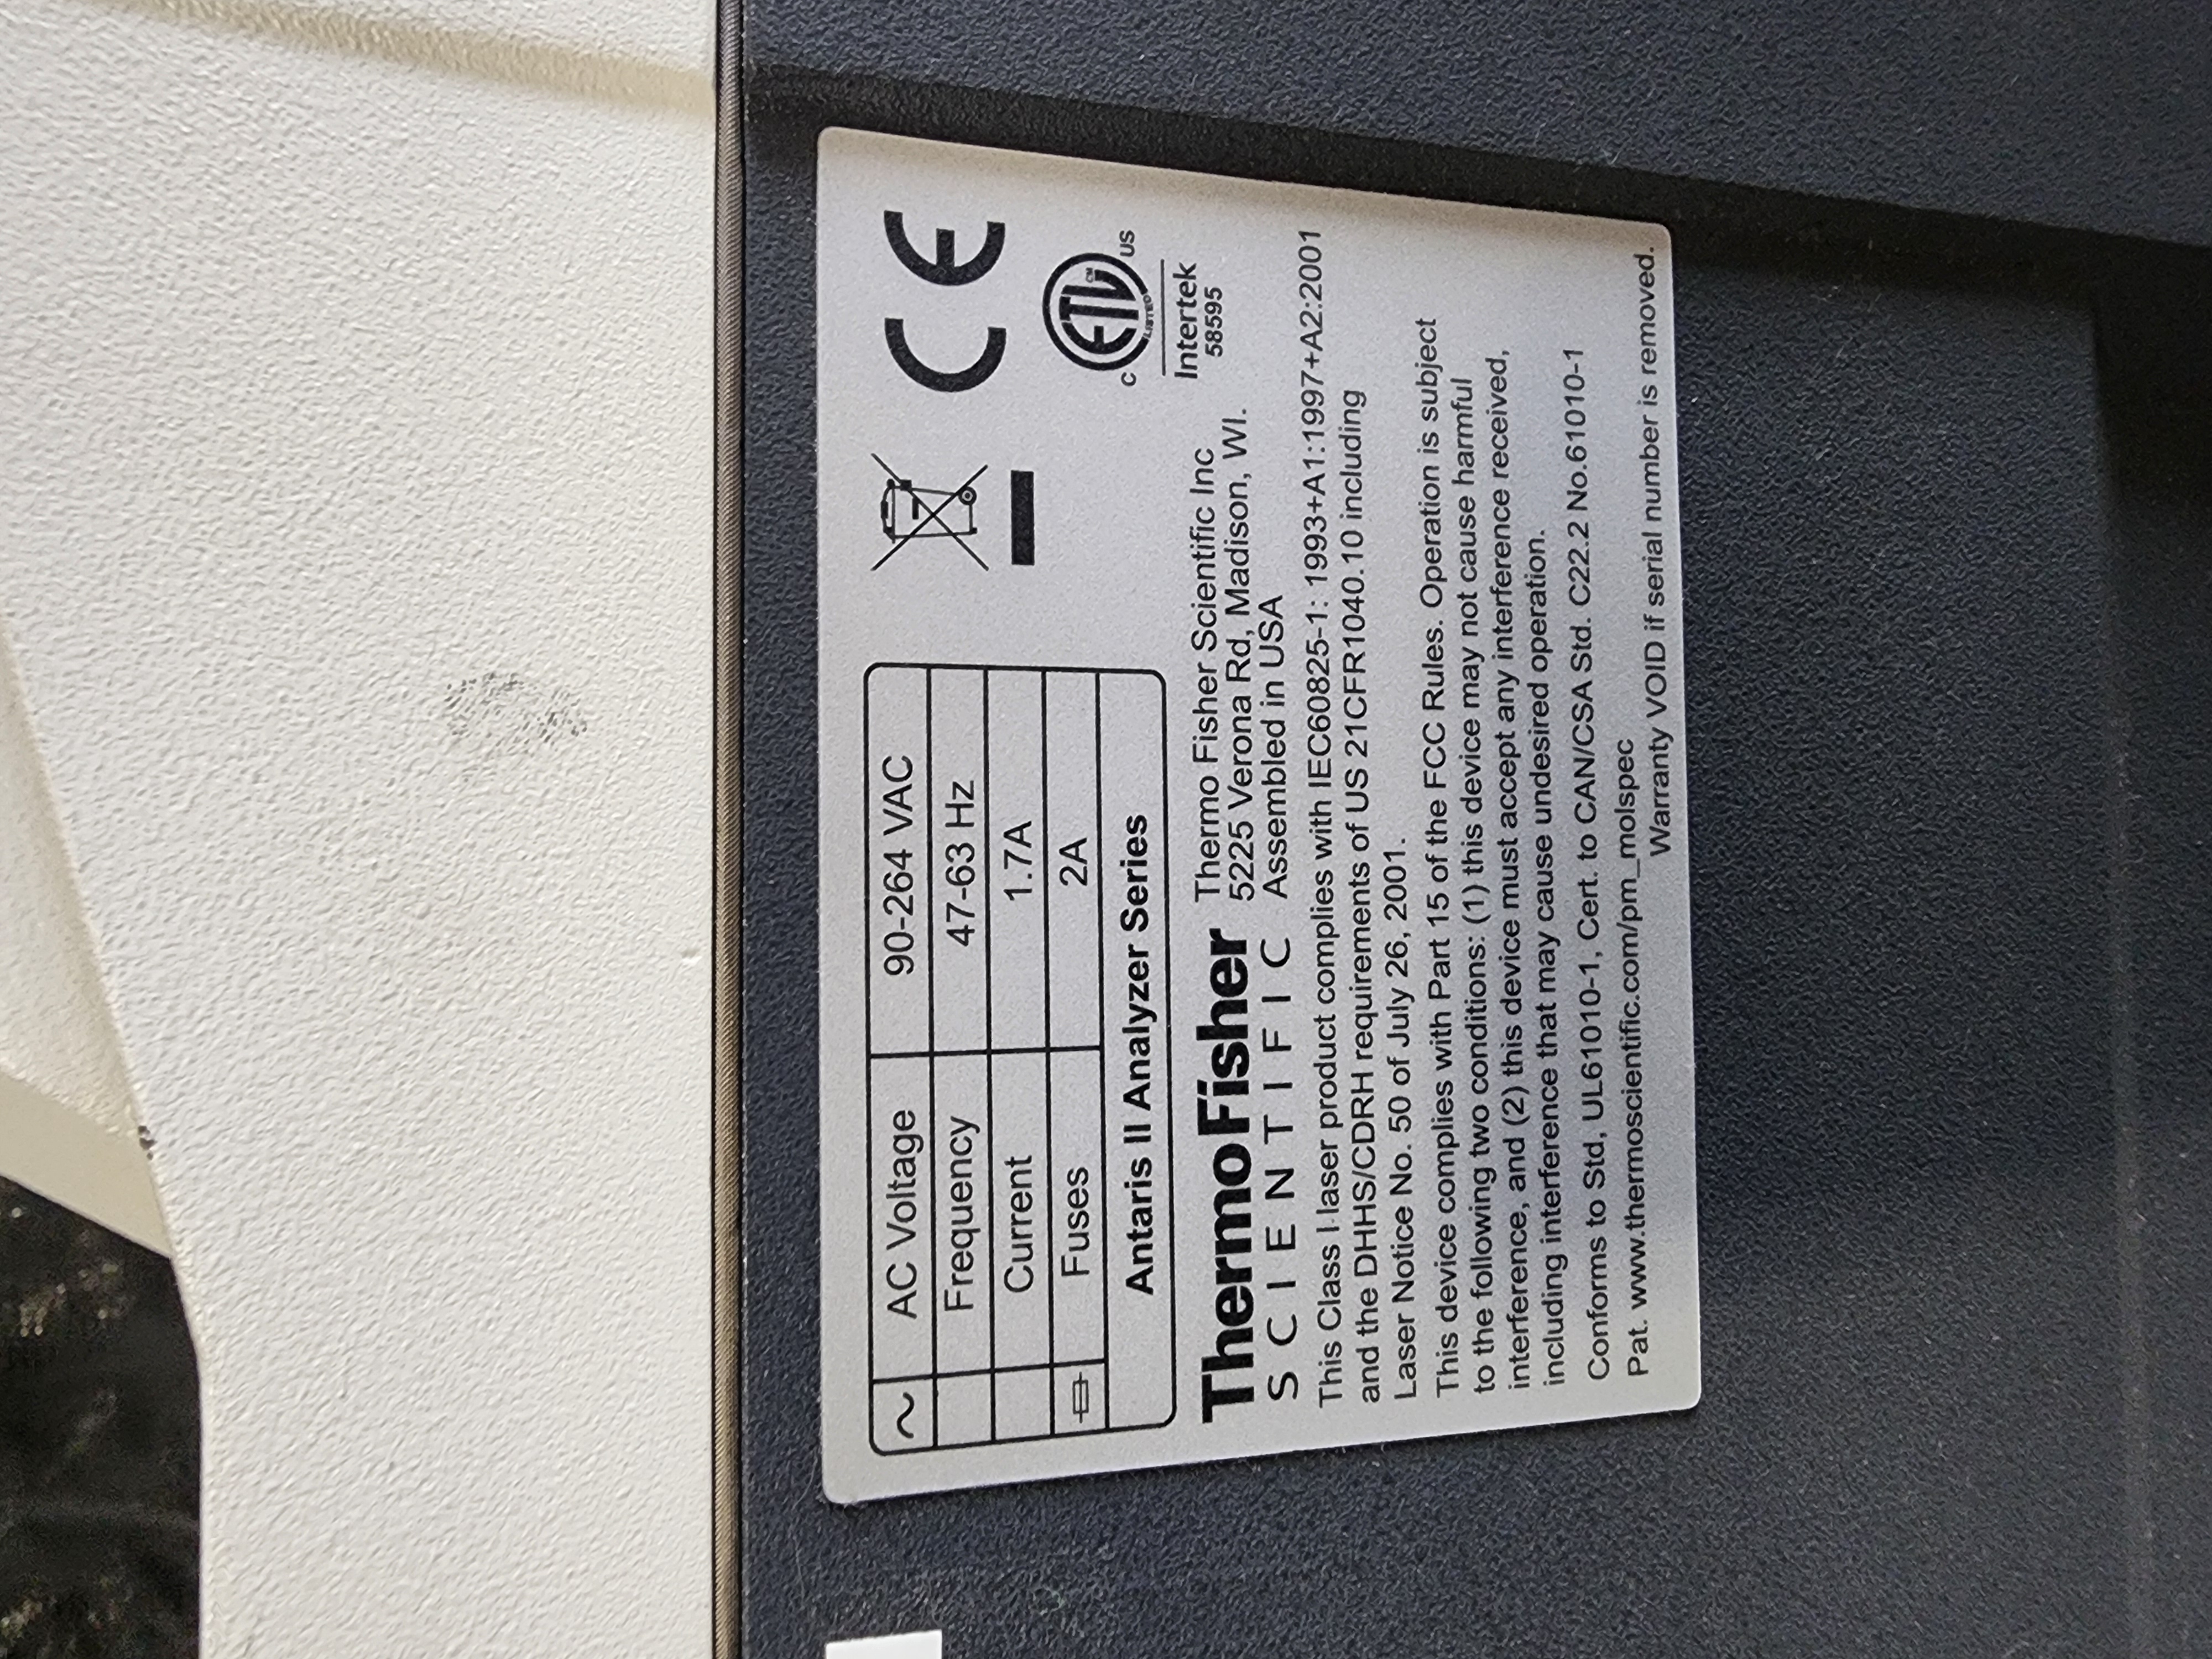 ~ AC Voltage 90-264 VAC
Frequency 47-63 Hz
Current 1.7A
Fuses 2A
Antaris II Analyzer Series
CE
c ETL CM LISTED us
Intertek
58595
ThermoFisher
SCIENTIFIC
Thermo Fisher Scientific Inc
5225 Verona Rd, Madison, WI.
Assembled in USA
This Class I laser product complies with IEC60825-1: 1993+A1:1997+A2:2001
and the DHHS/CDRH requirements of US 21CFR1040.10 including
Laser Notice No. 50 of July 26, 2001.
This device complies with Part 15 of the FCC Rules. Operation is subject
to the following two conditions: (1) this device may not cause harmful
interference, and (2) this device must accept any interference received,
including interference that may cause undesired operation.
Conforms to Std, UL61010-1, Cert. to CAN/CSA Std. C22.2 No.61010-1
Pat. www.thermoscientific.com/pm_molspec
Warranty VOID if serial number is removed.